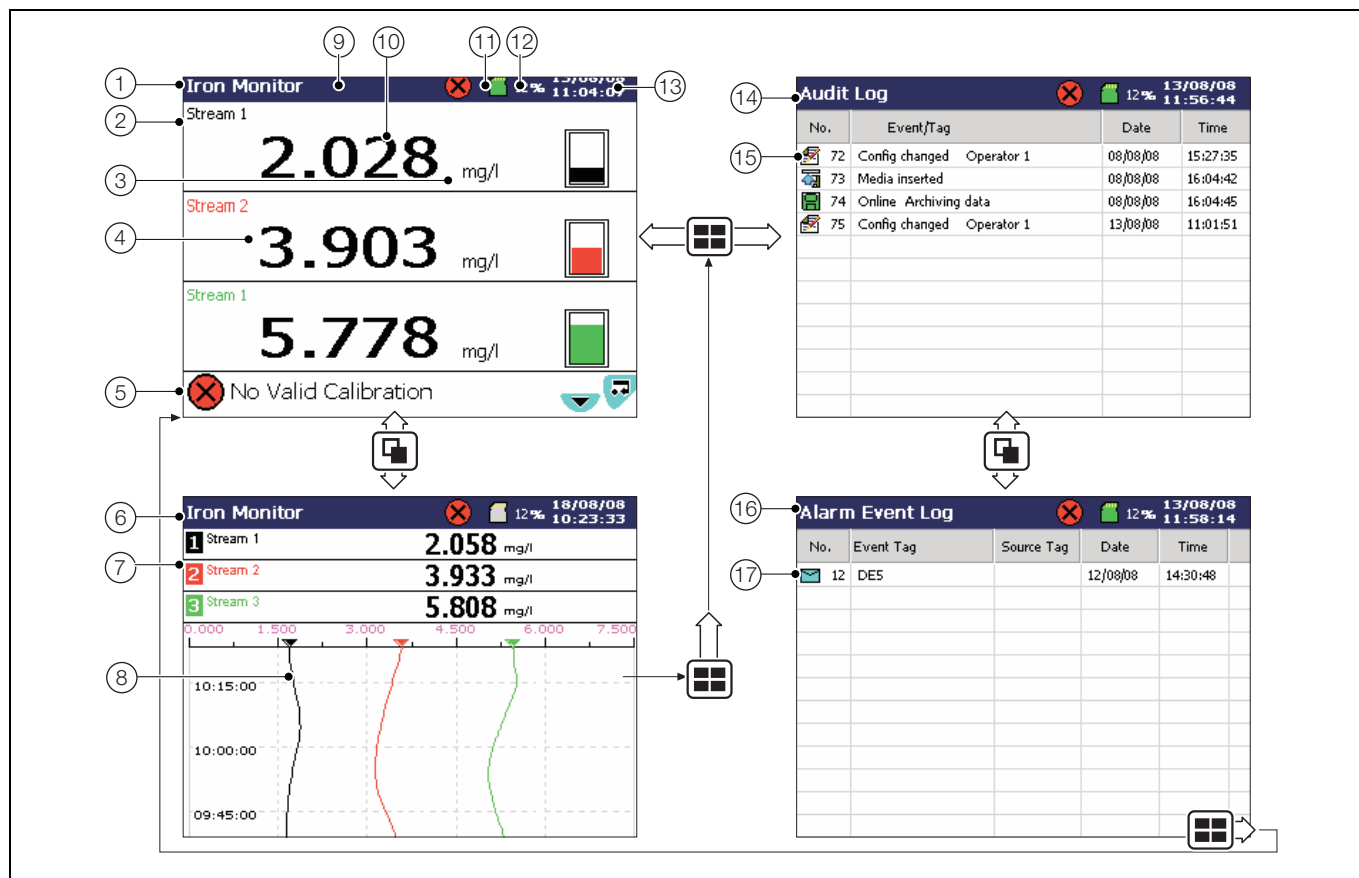 9 10 11 12
1 Iron Monitor 12% 13/08/08
11:04:07 13
2 Stream 1
2.028 mg/l
3
Stream 2
4 3.903 mg/l
Stream 1
5.778 mg/l
5 No Valid Calibration
14 Audit Log 12% 13/08/08
11:56:44
No. Event/Tag Date Time
15 72 Config changed Operator 1 08/08/08 15:27:35
73 Media inserted 08/08/08 16:04:42
74 Online Archiving data 08/08/08 16:04:45
75 Config changed Operator 1 13/08/08 11:01:51
6 Iron Monitor 12% 18/08/08
10:23:33
1 Stream 1 2.058 mg/l
7
2 Stream 2 3.933 mg/l
3 Stream 3 5.808 mg/l
0.000 1.500 3.000 4.500 6.000 7.500
8
10:15:00
10:00:00
09:45:00
16 Alarm Event Log 12% 13/08/08
11:58:14
No. Event Tag Source Tag Date Time
17 12 DE5 12/08/08 14:30:48